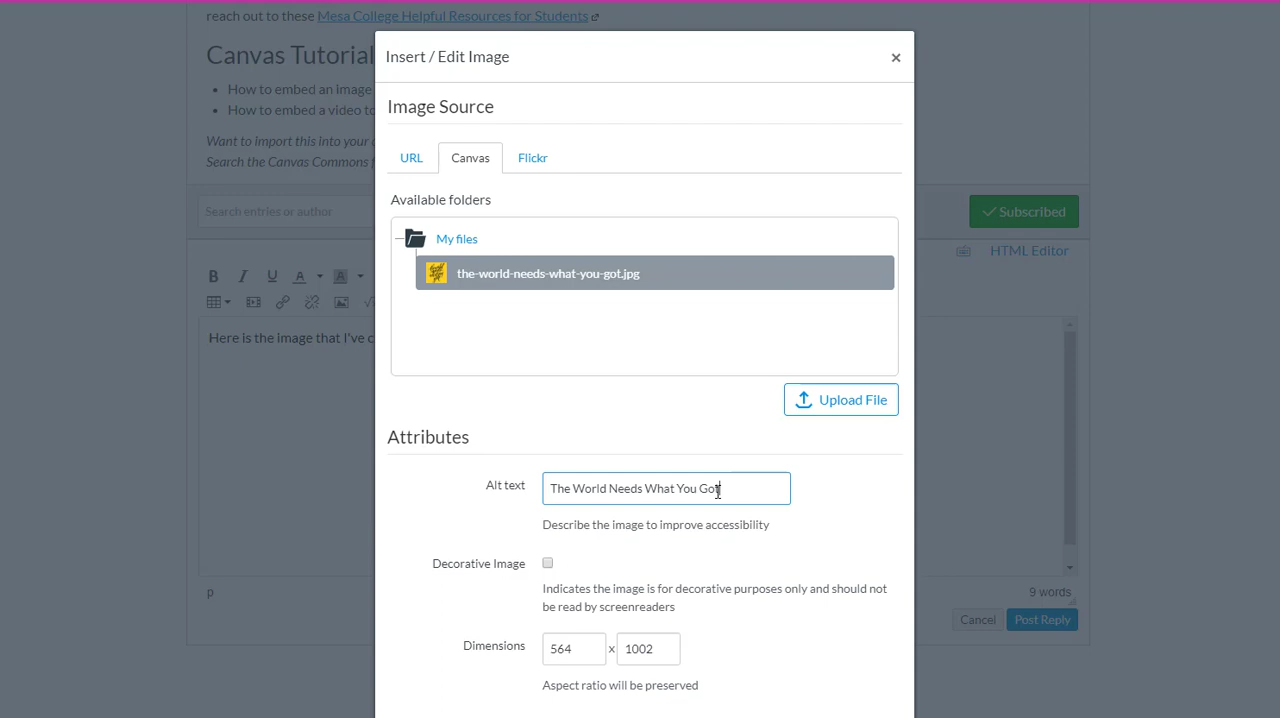 reach out to these Mesa College Helpful Resources for Students
Canvas Tutorial
How to embed an image
How to embed a video to
Want to import this into your
Search the Canvas Commons
Search entries or author
Subscribed
HTML Editor
B I U A A
Here is the image that I've
p
9 words
Cancel
Post Reply
Insert / Edit Image
×
Image Source
URL
Canvas
Flickr
Available folders
My files
the-world-needs-what-you-got.jpg
Upload File
Attributes
Alt text
The World Needs What You Got
Describe the image to improve accessibility
Decorative Image
Indicates the image is for decorative purposes only and should not
be read by screenreaders
Dimensions
564 x 1002
Aspect ratio will be preserved